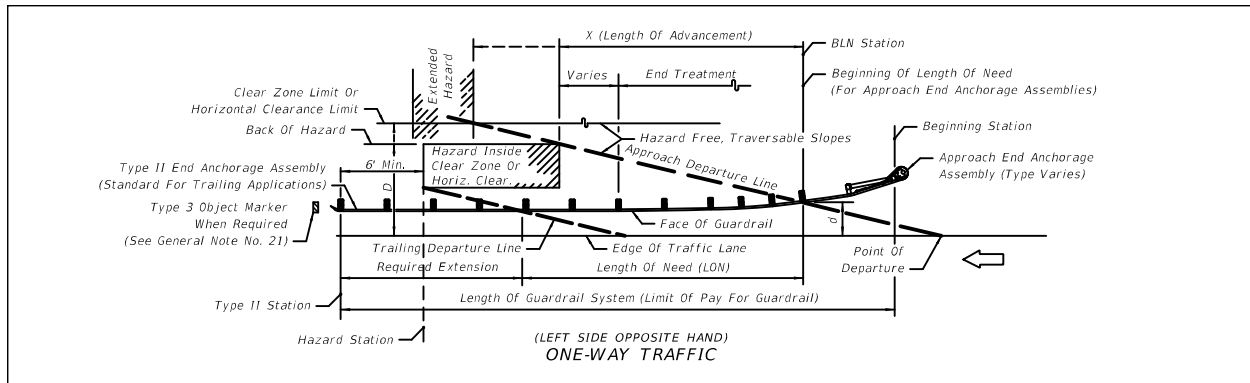 X (Length Of Advancement)
BLN Station
Extended
Hazard
Varies
End Treatment
Beginning Of Length Of Need
(For Approach End Anchorage Assemblies)
Clear Zone Limit Or
Horizontal Clearance Limit
Back Of Hazard
Hazard Free, Traversable Slopes
Beginning Station
Approach Departure Line
Type II End Anchorage Assembly
(Standard For Trailing Applications)
6' Min.
D
Hazard Inside
Clear Zone Or
Horiz. Clear.
Approach End Anchorage
Assembly (Type Varies)
Type 3 Object Marker
When Required
(See General Note No. 21)
Face Of Guardrail
d
Trailing Departure Line
Edge Of Traffic Lane
Point Of
Departure
Required Extension
Length Of Need (LON)
Type II Station
Length Of Guardrail System (Limit Of Pay For Guardrail)
Hazard Station
(LEFT SIDE OPPOSITE HAND)
ONE-WAY TRAFFIC